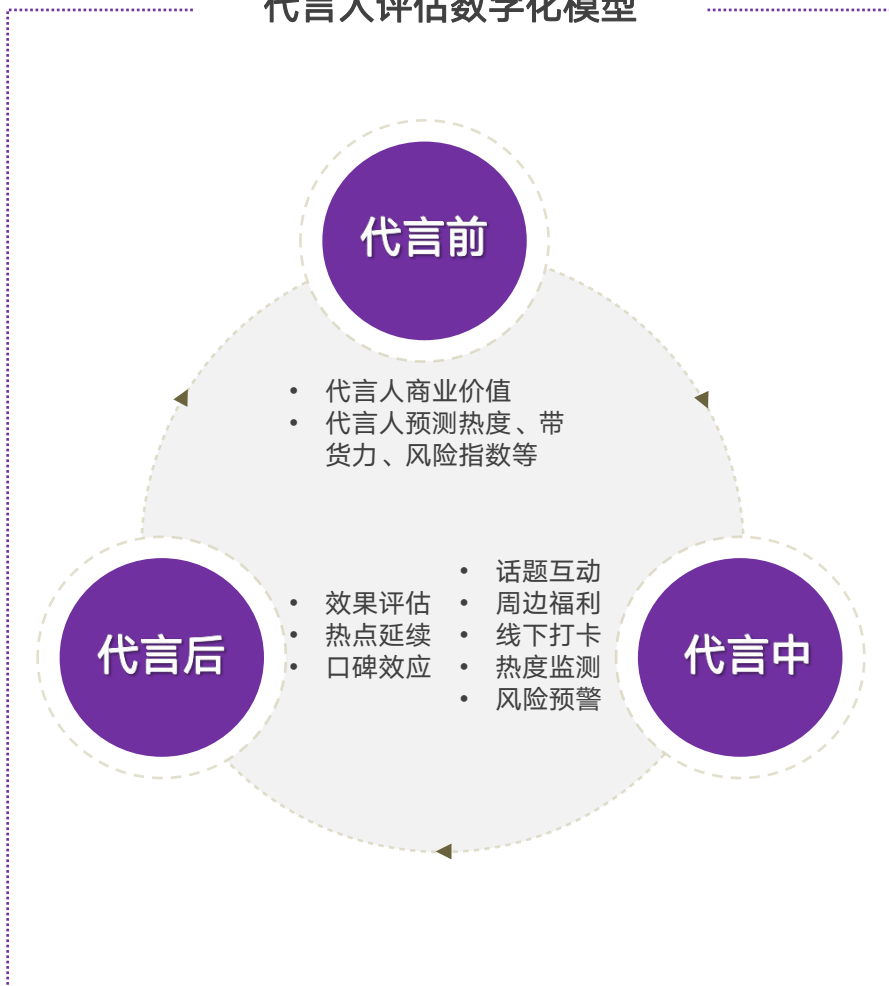 代言人评估数字化模型
代言前
• 代言人商业价值
• 代言人预测热度、带
货力、风险指数等
代言后
• 效果评估
• 热点延续
• 口碑效应
• 话题互动
• 周边福利
• 线下打卡
• 热度监测
• 风险预警
代言中